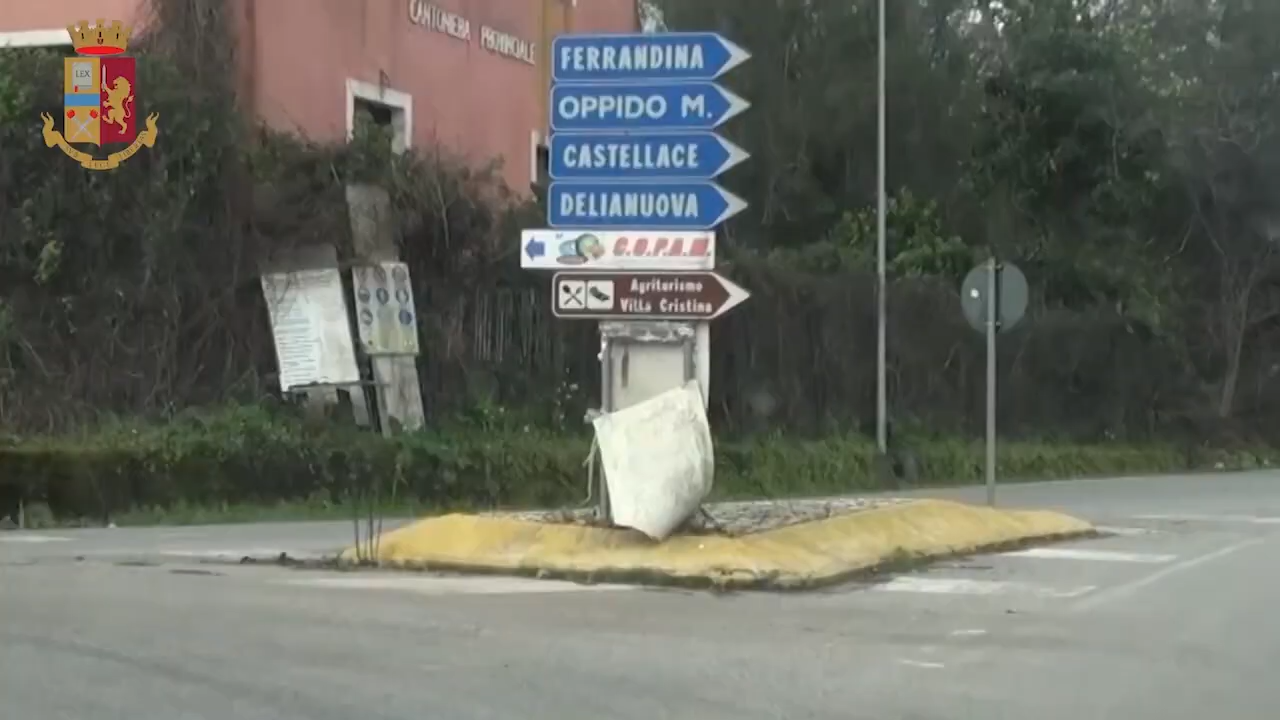 CANTONIERA PROVINCIALE
LEX
FERRANDINA
OPPIDO M.
CASTELLACE
DELIANUOVA
C.O.P.A.M.
Agriturismo
Villa Cristina